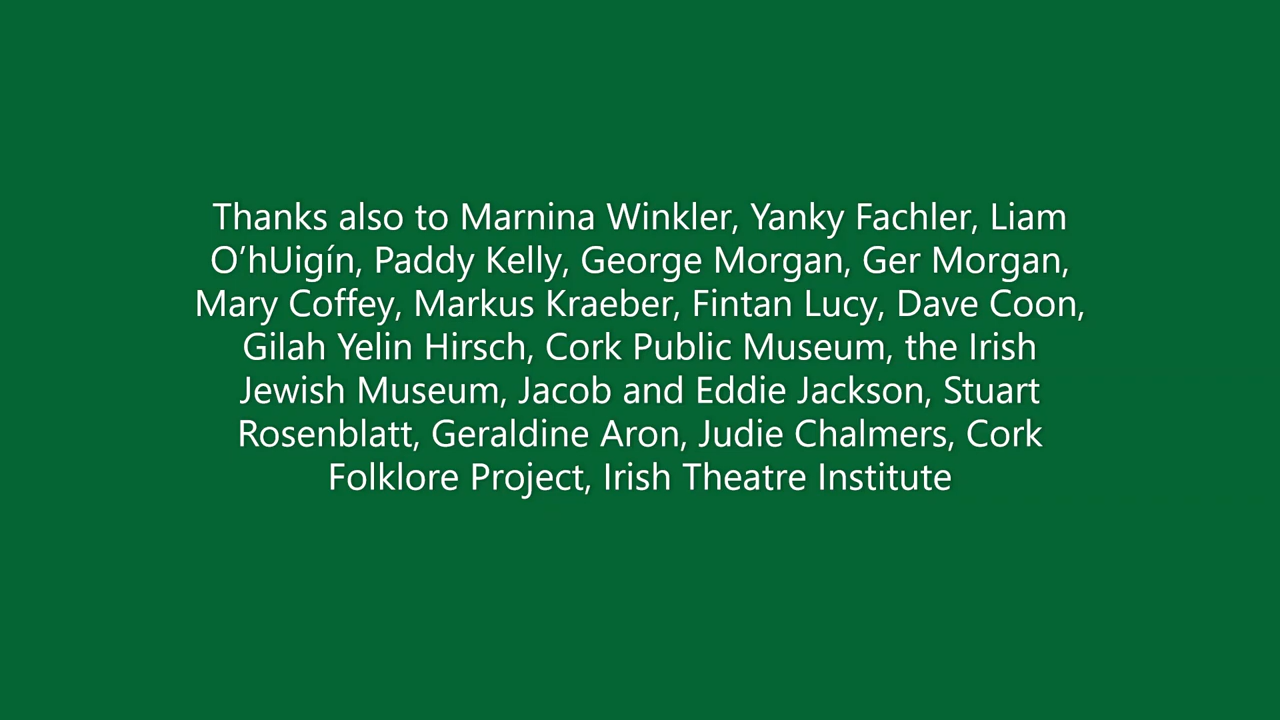 Thanks also to Marnina Winkler, Yanky Fachler, Liam
O’hUigín, Paddy Kelly, George Morgan, Ger Morgan,
Mary Coffey, Markus Kraeber, Fintan Lucy, Dave Coon,
Gilah Yelin Hirsch, Cork Public Museum, the Irish
Jewish Museum, Jacob and Eddie Jackson, Stuart
Rosenblatt, Geraldine Aron, Judie Chalmers, Cork
Folklore Project, Irish Theatre Institute